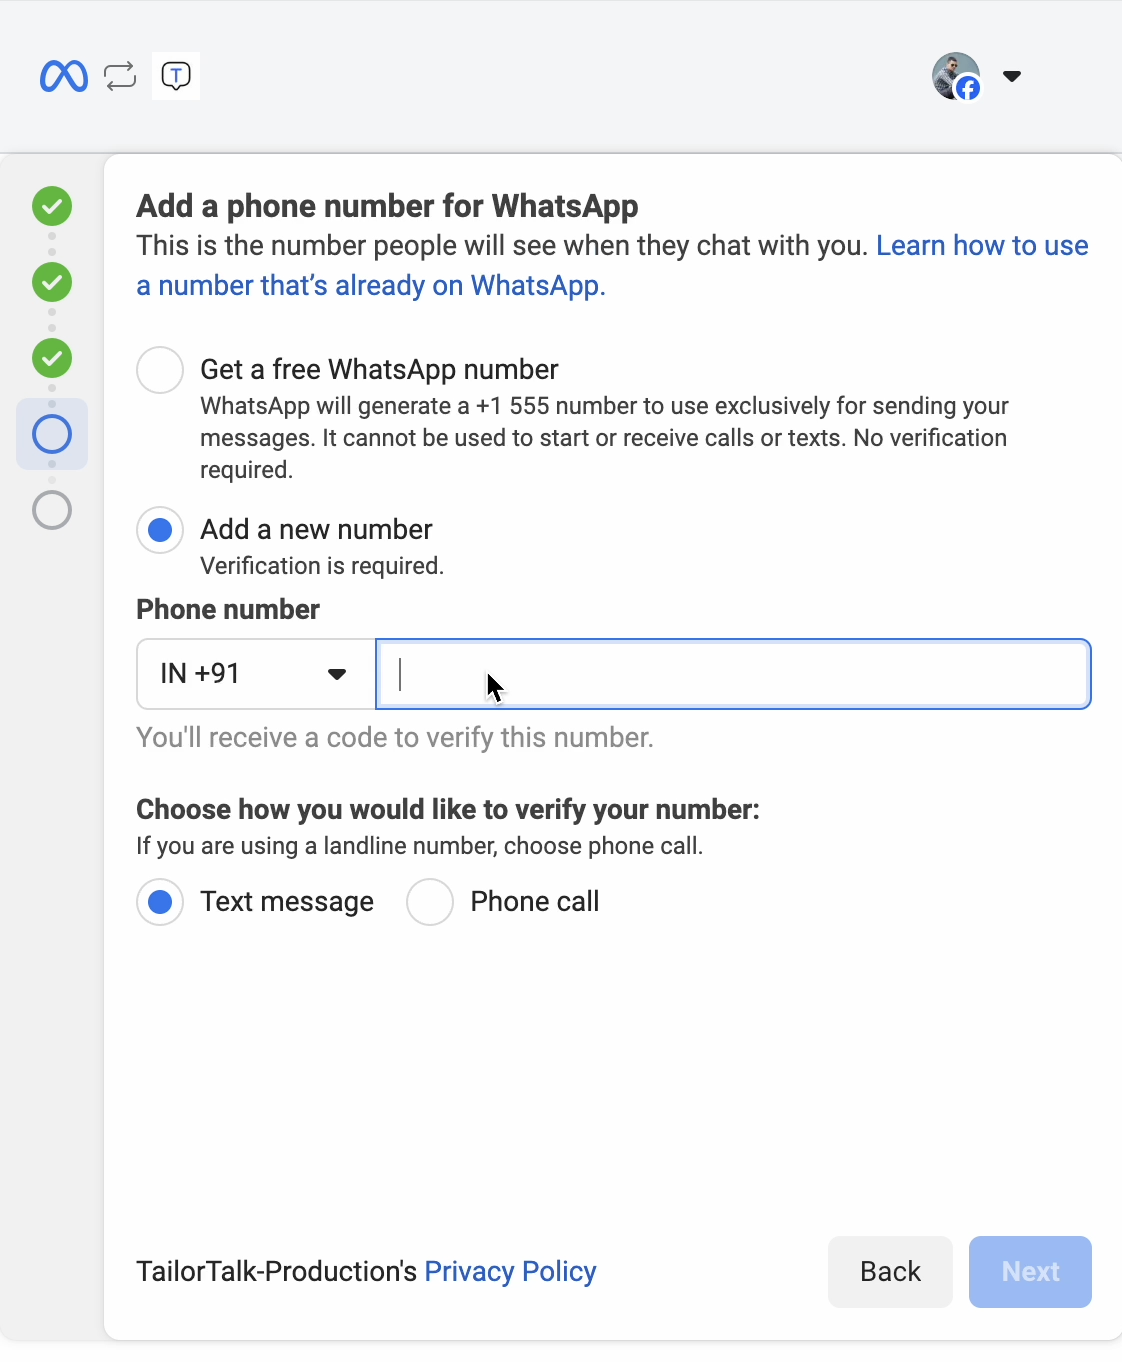 T
Add a phone number for WhatsApp
This is the number people will see when they chat with you. Learn how to use
a number that’s already on WhatsApp.
Get a free WhatsApp number
WhatsApp will generate a +1 555 number to use exclusively for sending your
messages. It cannot be used to start or receive calls or texts. No verification
required.
Add a new number
Verification is required.
Phone number
IN +91
You'll receive a code to verify this number.
Choose how you would like to verify your number:
If you are using a landline number, choose phone call.
Text message Phone call
TailorTalk-Production's Privacy Policy Back Next